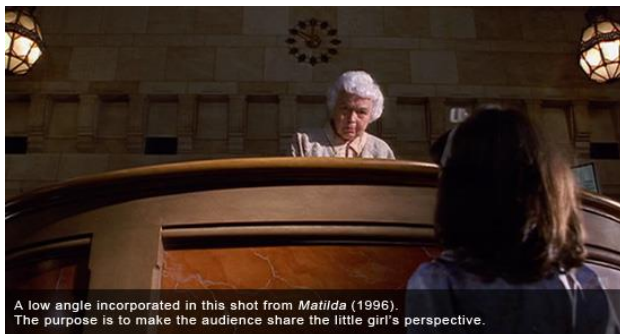 A low angle incorporated in this shot from Matilda (1996).
The purpose is to make the audience share the little girl's perspective.